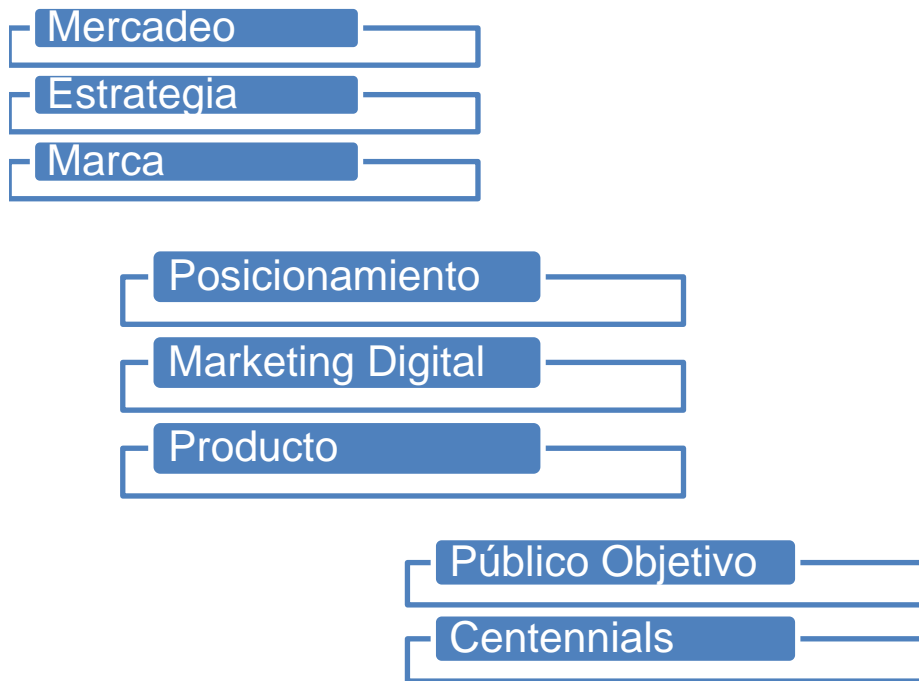 Mercadeo
Estrategia
Marca
Posicionamiento
Marketing Digital
Producto
Público Objetivo
Centennials